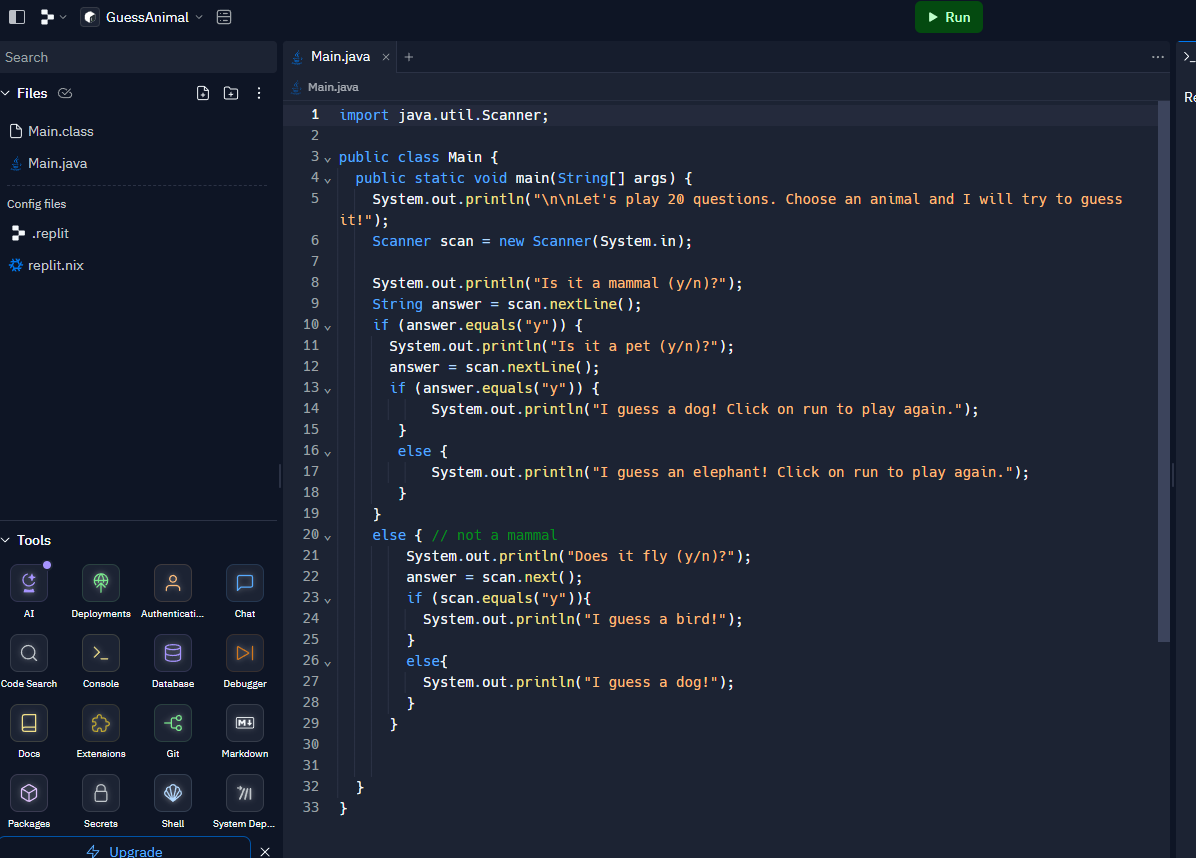 GuessAnimal
Run
Search
Files
Main.class
Main.java
Config files
.replit
replit.nix
Tools
AI
Deployments
Authenticati...
Chat
Code Search
Console
Database
Debugger
Docs
Extensions
Git
Markdown
Packages
Secrets
Shell
System Dep...
Upgrade
Main.java
Main.java
1 import java.util.Scanner;
2
3 public class Main {
4 public static void main(String[] args) {
5 System.out.println("\n\nLet's play 20 questions. Choose an animal and I will try to guess
it!");
6 Scanner scan = new Scanner(System.in);
7
8 System.out.println("Is it a mammal (y/n)?");
9 String answer = scan.nextLine();
10 if (answer.equals("y")) {
11 System.out.println("Is it a pet (y/n)?");
12 answer = scan.nextLine();
13 if (answer.equals("y")) {
14 System.out.println("I guess a dog! Click on run to play again.");
15 }
16 else {
17 System.out.println("I guess an elephant! Click on run to play again.");
18 }
19 }
20 else { // not a mammal
21 System.out.println("Does it fly (y/n)?");
22 answer = scan.next();
23 if (scan.equals("y")){
24 System.out.println("I guess a bird!");
25 }
26 else{
27 System.out.println("I guess a dog!");
28 }
29 }
30
31
32 }
33 }